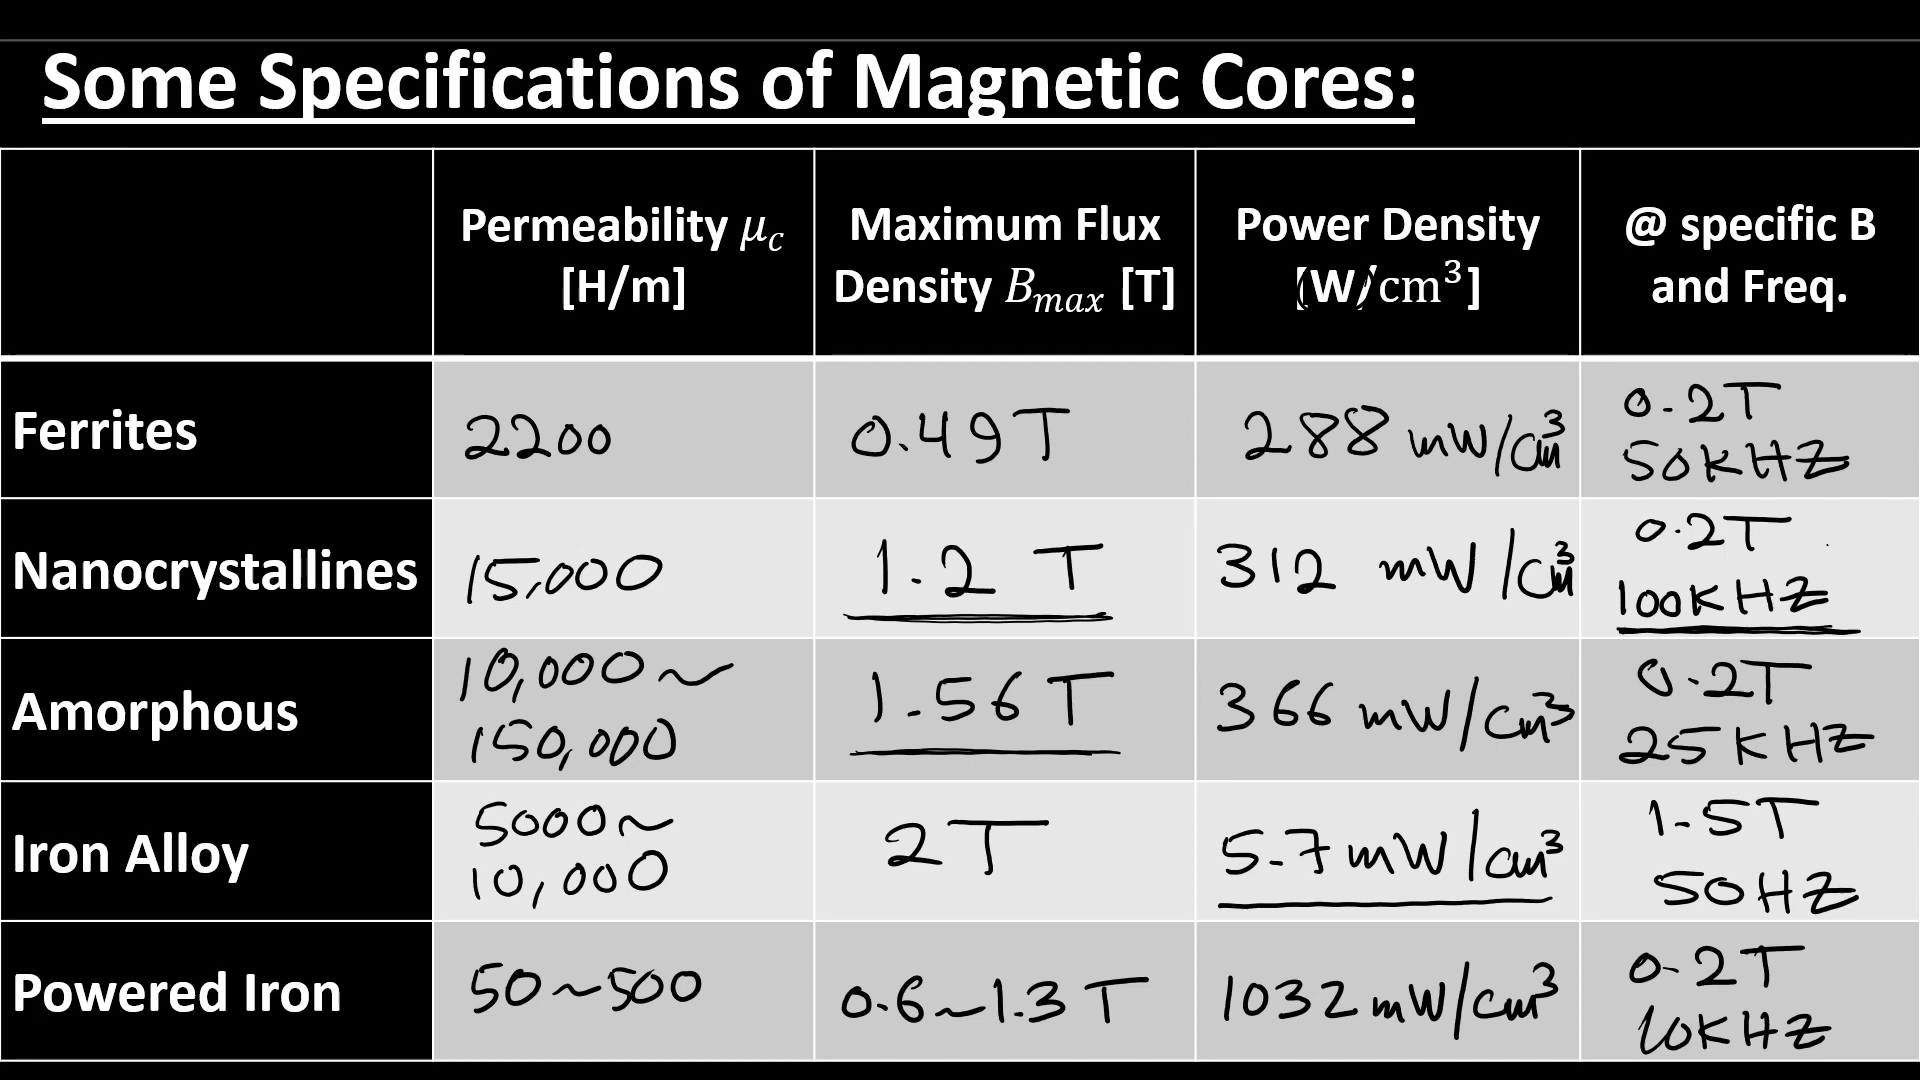 Some Specifications of Magnetic Cores:
Permeability μc
[H/m]
Maximum Flux
Density Bmax [T]
Power Density
[W/cm³]
@ specific B
and Freq.
Ferrites
2200
0.49T
288 mW/cm³
0.2T
50KHZ
Nanocrystallines
15,000
1.2 T
312 mW/cm³
0.2T
100KHZ
Amorphous
10,000~
150,000
1.56T
366 mW/cm³
0.2T
25KHZ
Iron Alloy
5000~
10,000
2T
5.7mW/cm³
1.5T
50HZ
Powered Iron
50~500
0.6~1.3T
1032mW/cm³
0.2T
10KHZ